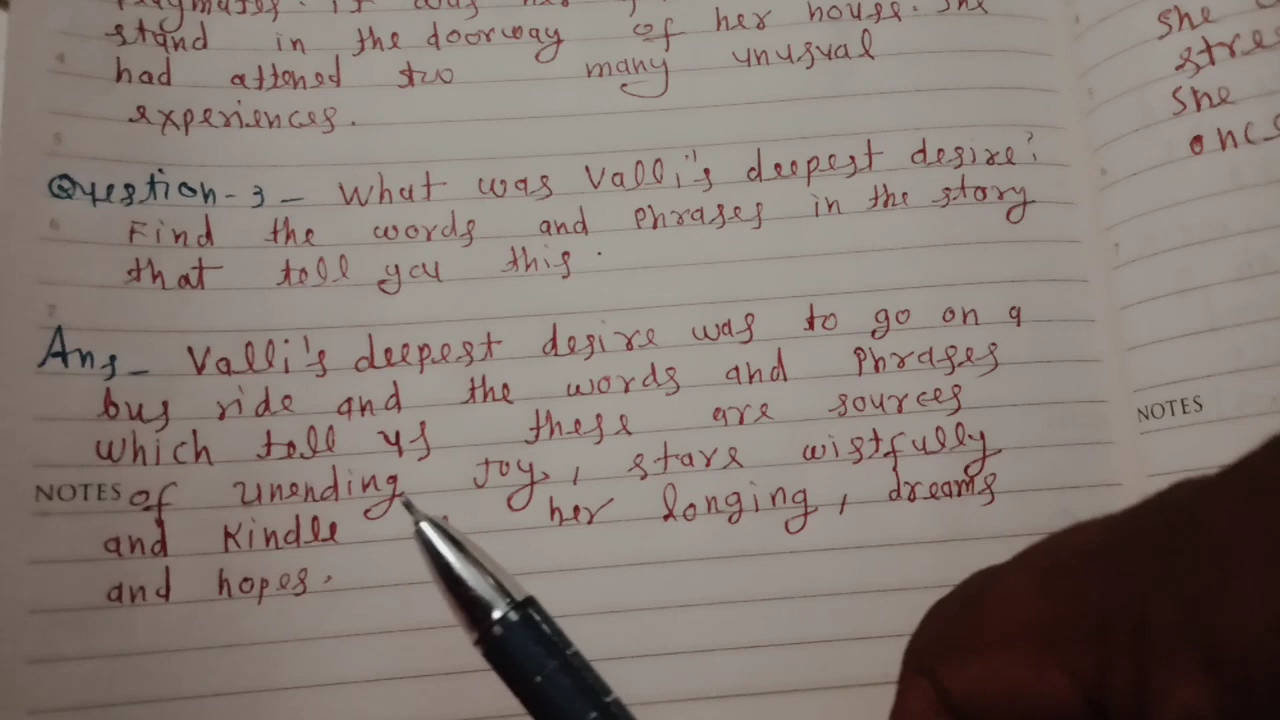 stand in the doorway of her house. She
had attened two many unusual
experiences.
Question-3- What was Valli's deepest desire?
Find the words and phrases in the story
that tell you this.
Ans- Valli's deepest desire was to go on a
bus ride and the words and phrases
which tell us these are sources
of unending joy, stare wistfully
and kindle her longing, dreams
and hopes.
NOTES
she
She
NOTES